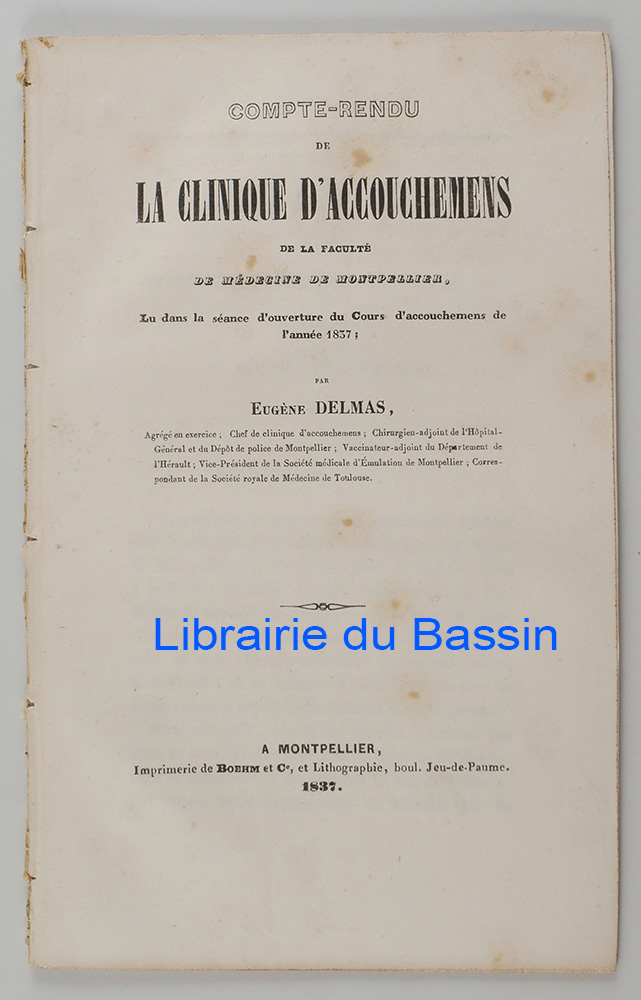 COMPTE-RENDU
DE
LA CLINIQUE D'ACCOUCHEMENS
DE LA FACULTÉ
DE MÉDECINE DE MONTPELLIER,
Lu dans la séance d'ouverture du Cours d'accouchemens de
l'année 1837 ;
PAR
EUGÈNE DELMAS,
Agrégé en exercice ; Chef de clinique d'accouchemens ; Chirurgien-adjoint de l'Hôpital-
Général et du Dépôt de police de Montpellier ; Vaccinateur-adjoint du Département de
l'Hérault ; Vice-Président de la Société médicale d'Émulation de Montpellier ; Corres-
pondant de la Société royale de Médecine de Toulouse.
Librairie du Bassin
A MONTPELLIER,
Imprimerie de BOEHM et Ce, et Lithographie, boul. Jeu-de-Paume.
1837.